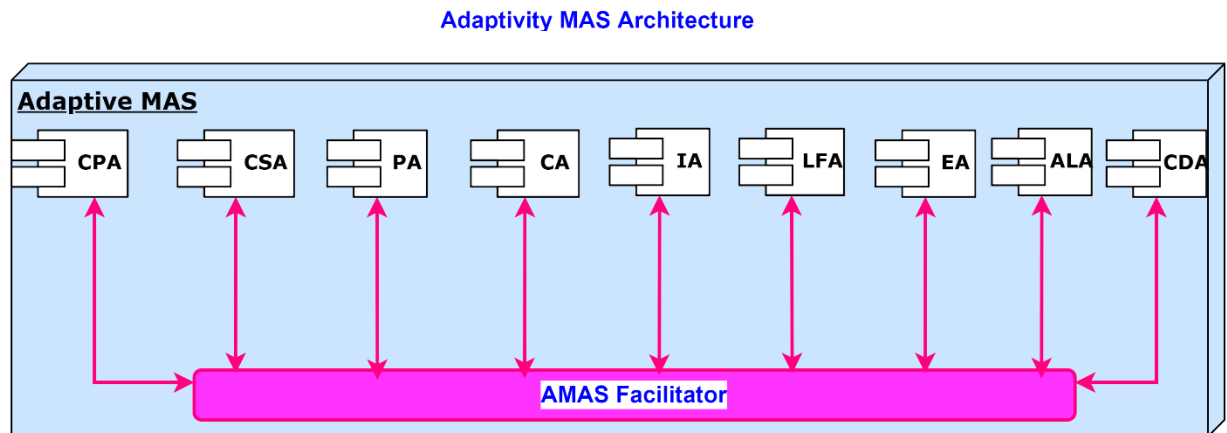 Adaptivity MAS Architecture
Adaptive MAS
CPA
CSA
PA
CA
IA
LFA
EA
ALA
CDA
AMAS Facilitator